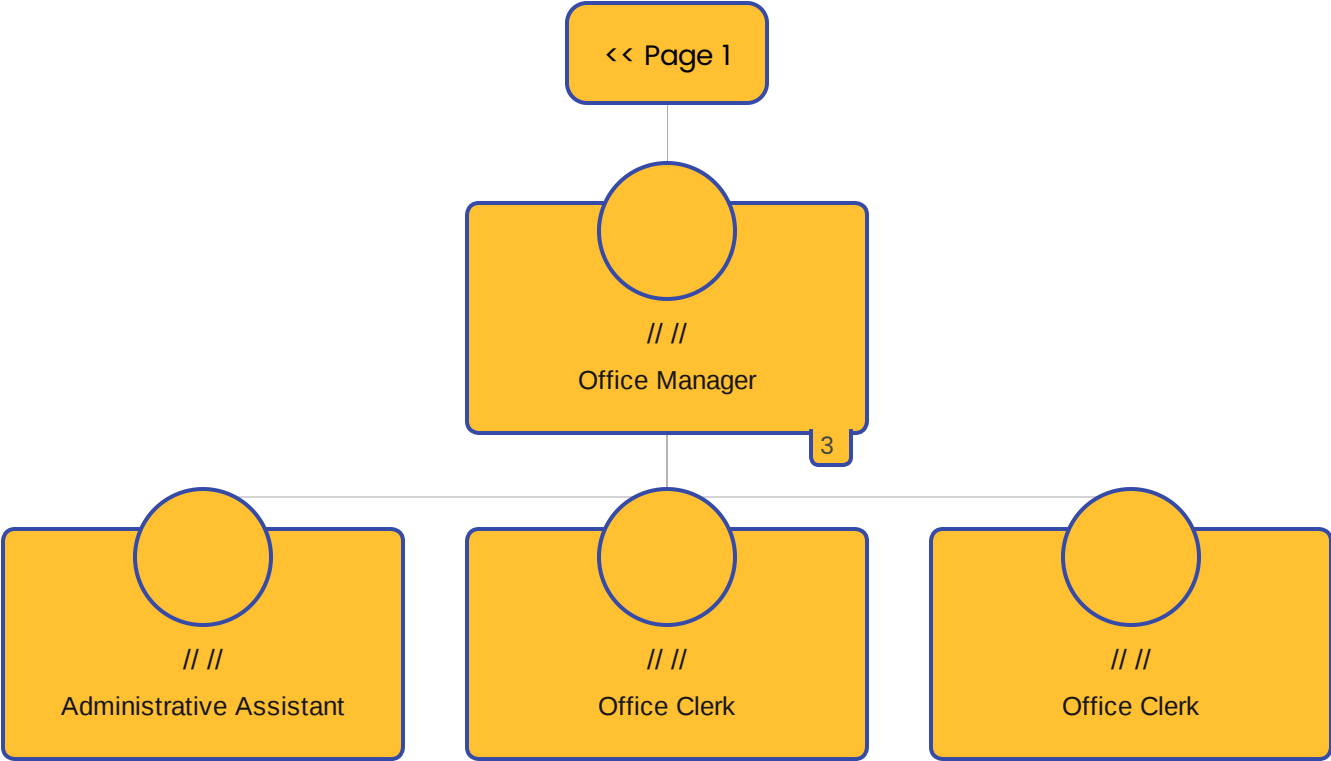 << Page 1
// //
Office Manager
3
// //
Administrative Assistant
// //
Office Clerk
// //
Office Clerk